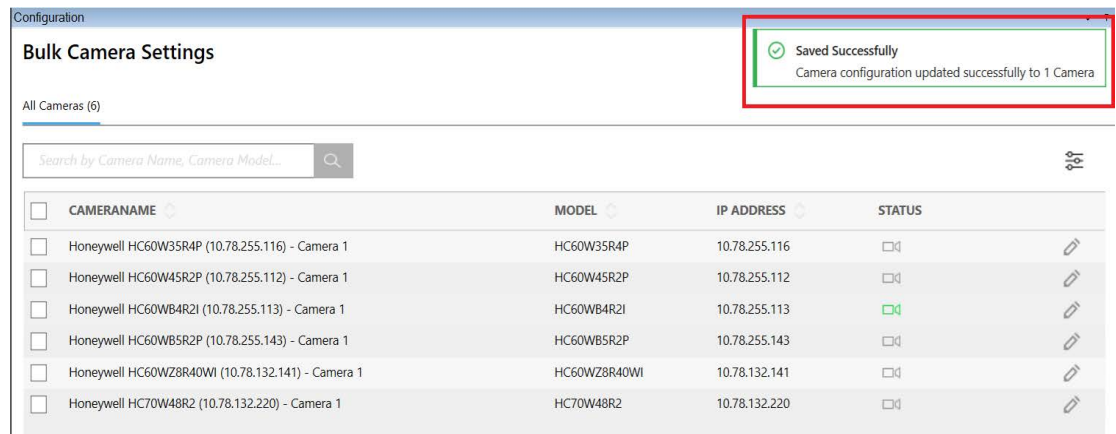 Configuration
Bulk Camera Settings
Saved Successfully
Camera configuration updated successfully to 1 Camera
All Cameras (6)
Search by Camera Name, Camera Model...
CAMERANAME MODEL IP ADDRESS STATUS
Honeywell HC60W35R4P (10.78.255.116) - Camera 1 HC60W35R4P 10.78.255.116
Honeywell HC60W45R2P (10.78.255.112) - Camera 1 HC60W45R2P 10.78.255.112
Honeywell HC60WB4R2I (10.78.255.113) - Camera 1 HC60WB4R2I 10.78.255.113
Honeywell HC60WB5R2P (10.78.255.143) - Camera 1 HC60WB5R2P 10.78.255.143
Honeywell HC60WZ8R40WI (10.78.132.141) - Camera 1 HC60WZ8R40WI 10.78.132.141
Honeywell HC70W48R2 (10.78.132.220) - Camera 1 HC70W48R2 10.78.132.220